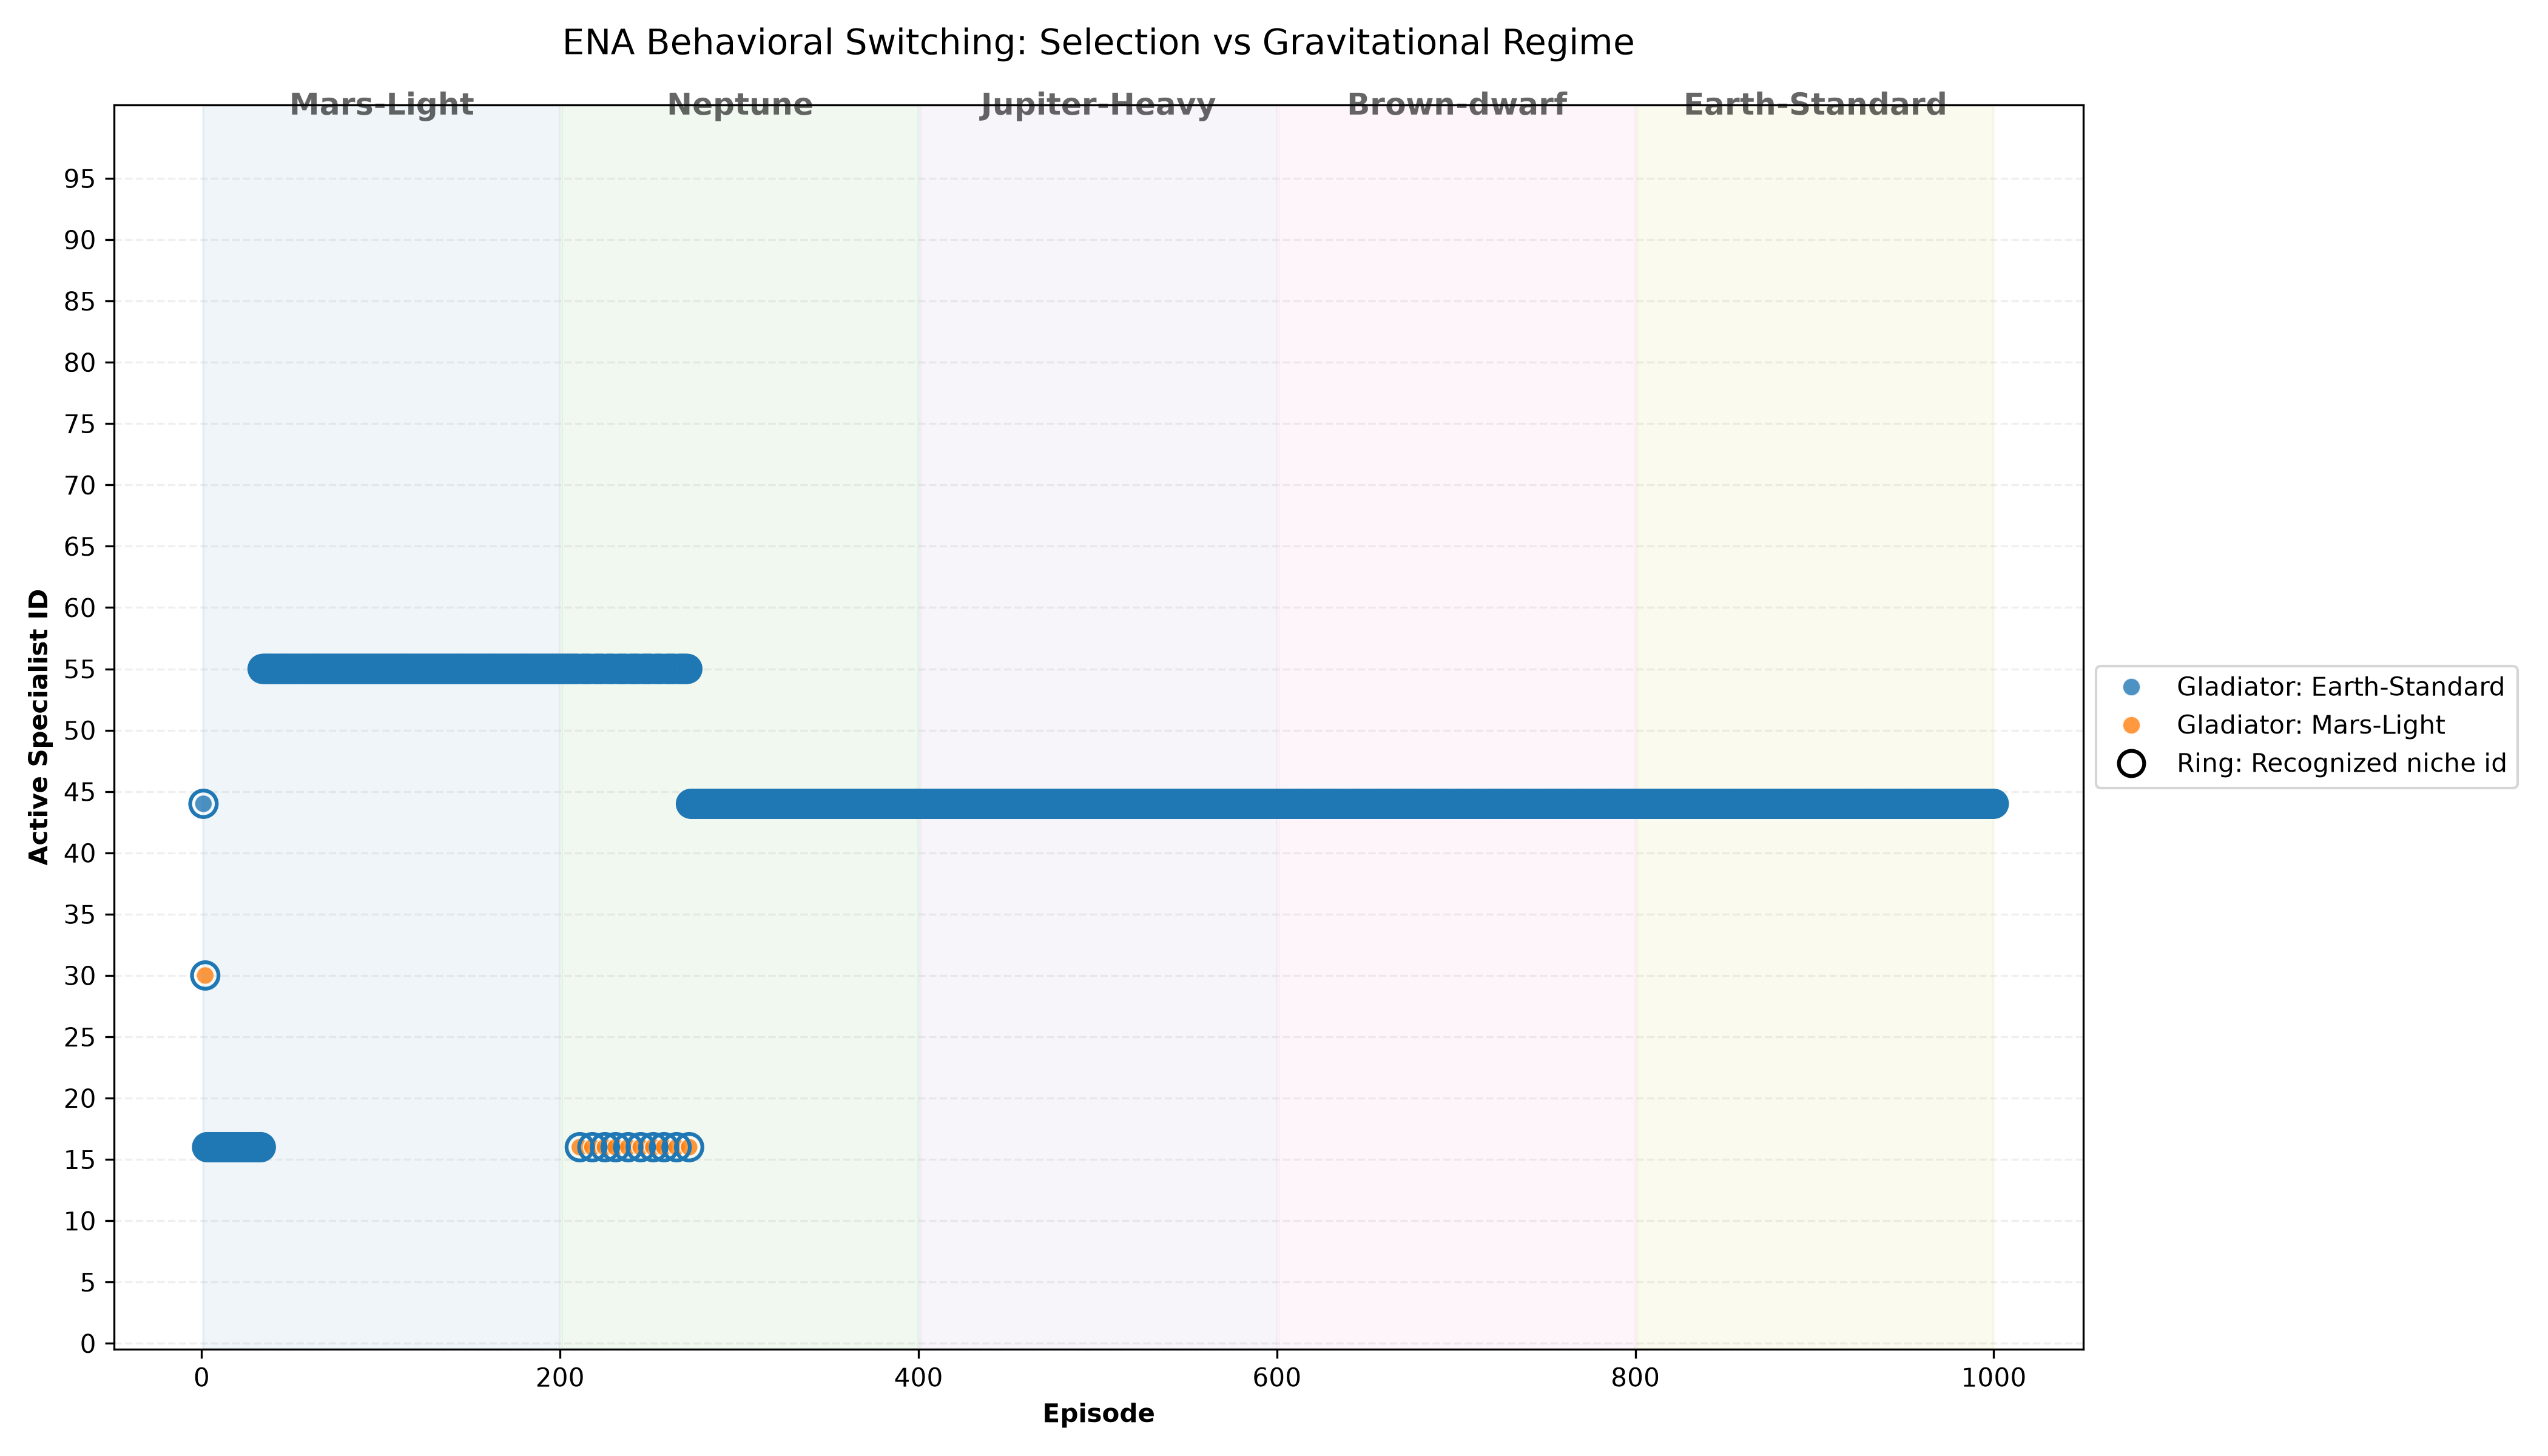 ENA Behavioral Switching: Selection vs Gravitational Regime
Mars-Light
Neptune
Jupiter-Heavy
Brown-dwarf
Earth-Standard
95
90
85
80
75
70
65
60
55
50
45
40
35
30
25
20
15
10
5
0
Active Specialist ID
0
200
400
600
800
1000
Episode
Gladiator: Earth-Standard
Gladiator: Mars-Light
Ring: Recognized niche id